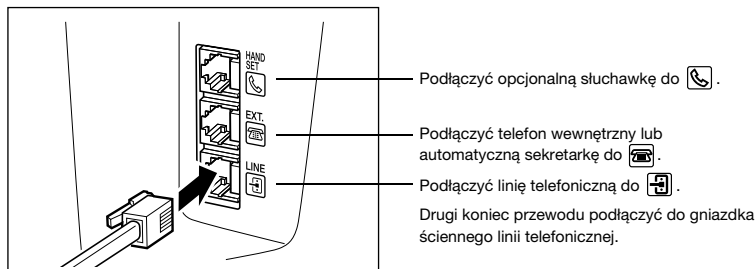 HAND
SET
Podłączyć opcjonalną słuchawkę do .
EXT.
Podłączyć telefon wewnętrzny lub
automatyczną sekretarkę do .
LINE
Podłączyć linię telefoniczną do .
Drugi koniec przewodu podłączyć do gniazdka
ściennego linii telefonicznej.